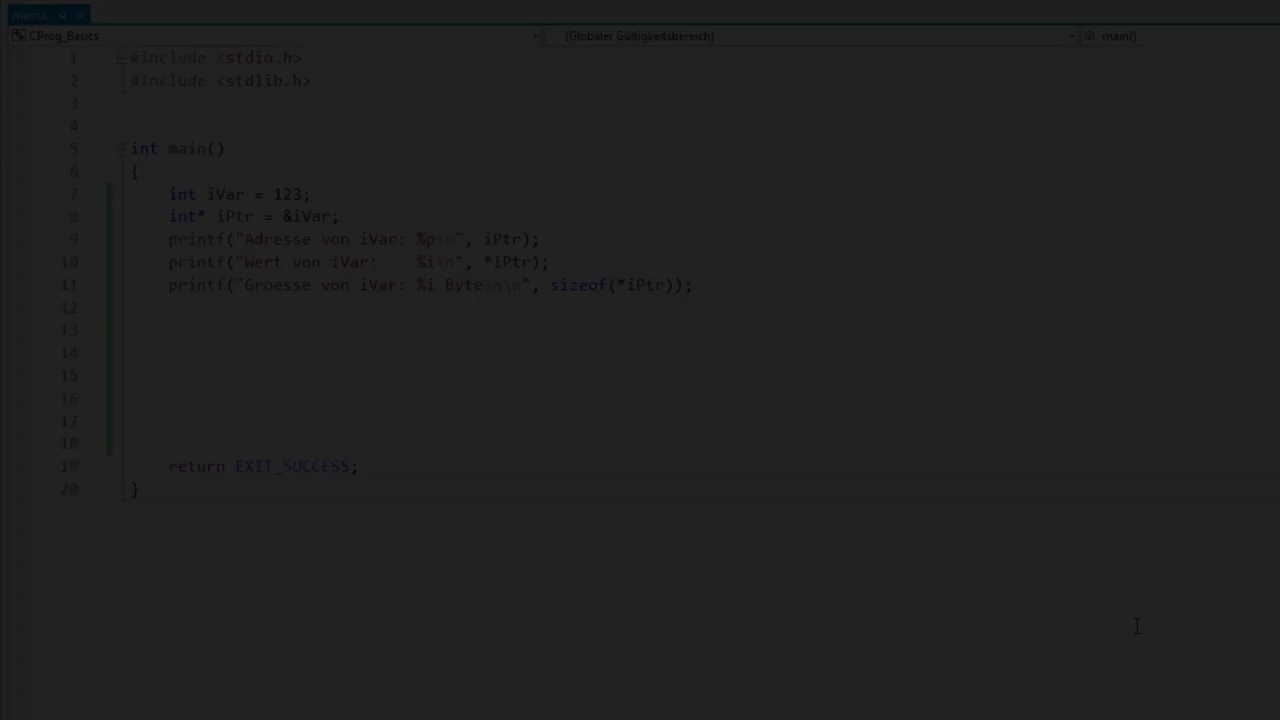 main.c
CProg_Basics (Globaler Gültigkeitsbereich) main()
1 #include <stdio.h>
2 #include <stdlib.h>
3
4
5 int main()
6 {
7 int iVar = 123;
8 int* iPtr = &iVar;
9 printf("Adresse von iVar: %p\n", iPtr);
10 printf("Wert von iVar:    %i\n", *iPtr);
11 printf("Groesse von iVar: %i Byte\n\n", sizeof(*iPtr));
12
13
14
15
16
17
18
19 return EXIT_SUCCESS;
20 }